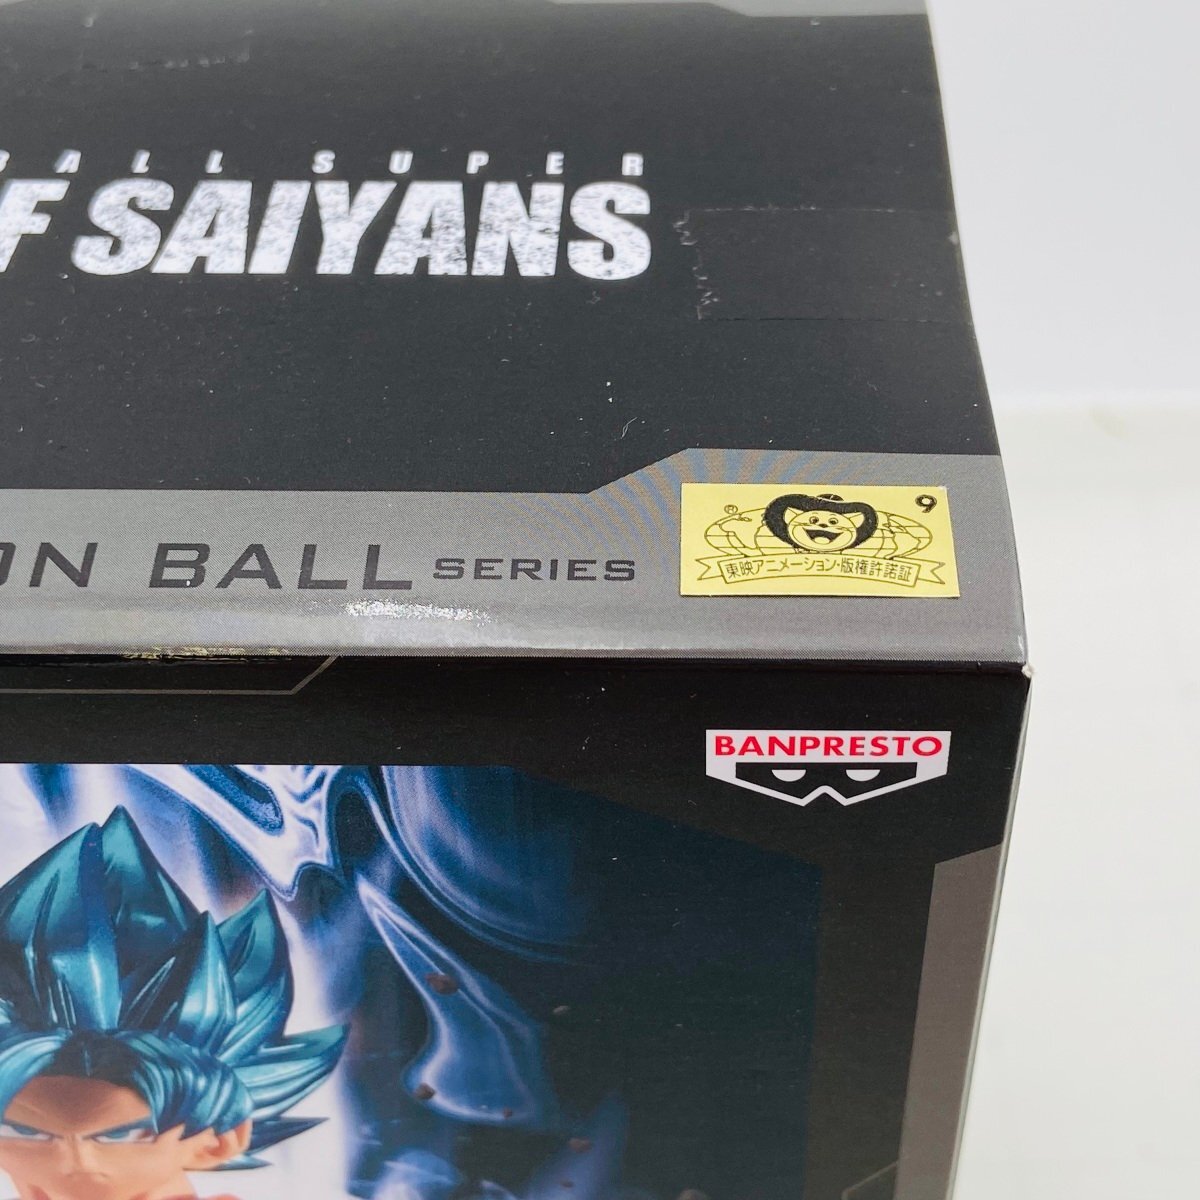 BALL SUPER
F SAIYANS
9
®
東映アニメーション・版権許諾証
ON BALL SERIES
BANPRESTO